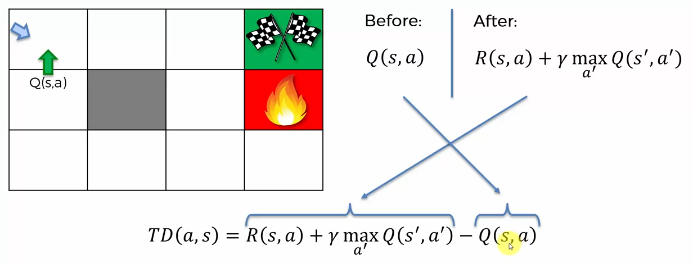 Before:
After:
Q(s, a)
R(s, a) + γ max Q(s′, a′)
a′
Q(s,a)
TD(a, s) = R(s, a) + γ max Q(s′, a′) − Q(s, a)
a′